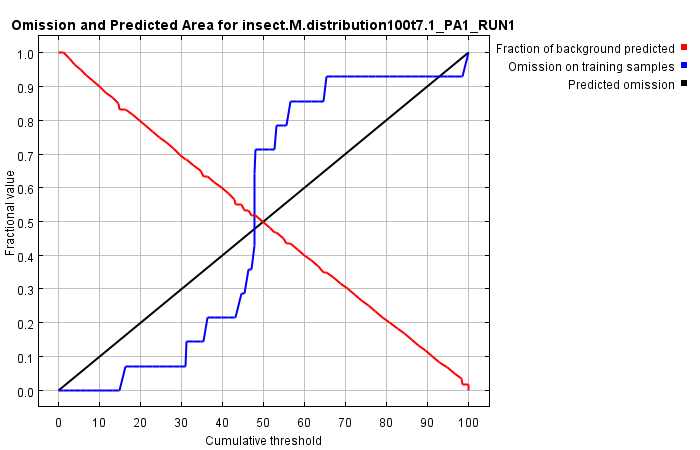 Omission and Predicted Area for insect.M.distribution100t7.1_PA1_RUN1
Fraction of background predicted
Omission on training samples
Predicted omission
Fractional value
1.0
0.9
0.8
0.7
0.6
0.5
0.4
0.3
0.2
0.1
0.0
0 10 20 30 40 50 60 70 80 90 100
Cumulative threshold